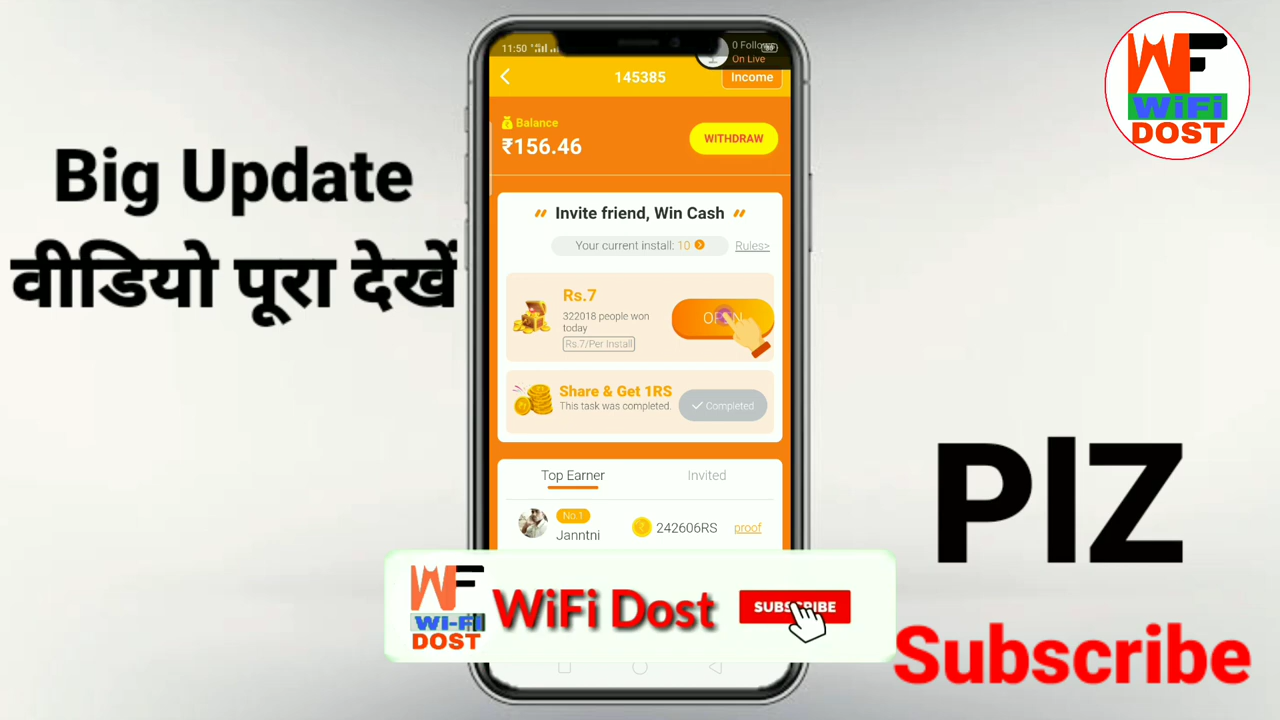 Big Update
वीडियो पूरा देखें
11:50
On Live
145385
Income
Balance
₹156.46
WITHDRAW
Invite friend, Win Cash
Your current install: 10
Rules>
Rs.7
322018 people won
today
Rs.7/Per Install
OPEN
Share & Get 1RS
This task was completed.
Completed
Top Earner
Invited
No.1
Janntni
242606RS
proof
WF
WiFi
DOST
WF
WI-Fi
DOST
WiFi Dost
SUBSCRIBE
PlZ
Subscribe